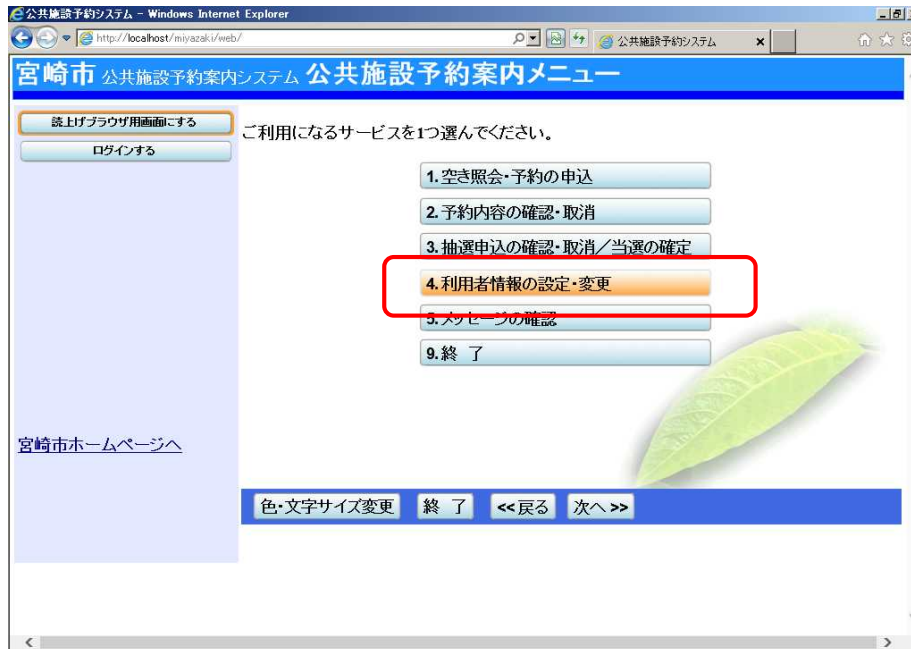 公共施設予約システム - Windows Internet Explorer
http://localhost/miyazaki/web/
公共施設予約システム
宮崎市 公共施設予約案内システム 公共施設予約案内メニュー
読上げブラウザ用画面にする
ログインする
ご利用になるサービスを1つ選んでください。
1.空き照会・予約の申込
2.予約内容の確認・取消
3.抽選申込の確認・取消／当選の確定
4.利用者情報の設定・変更
5.メッセージの確認
9.終 了
宮崎市ホームページへ
色・文字サイズ変更 終 了 <<戻る 次へ>>